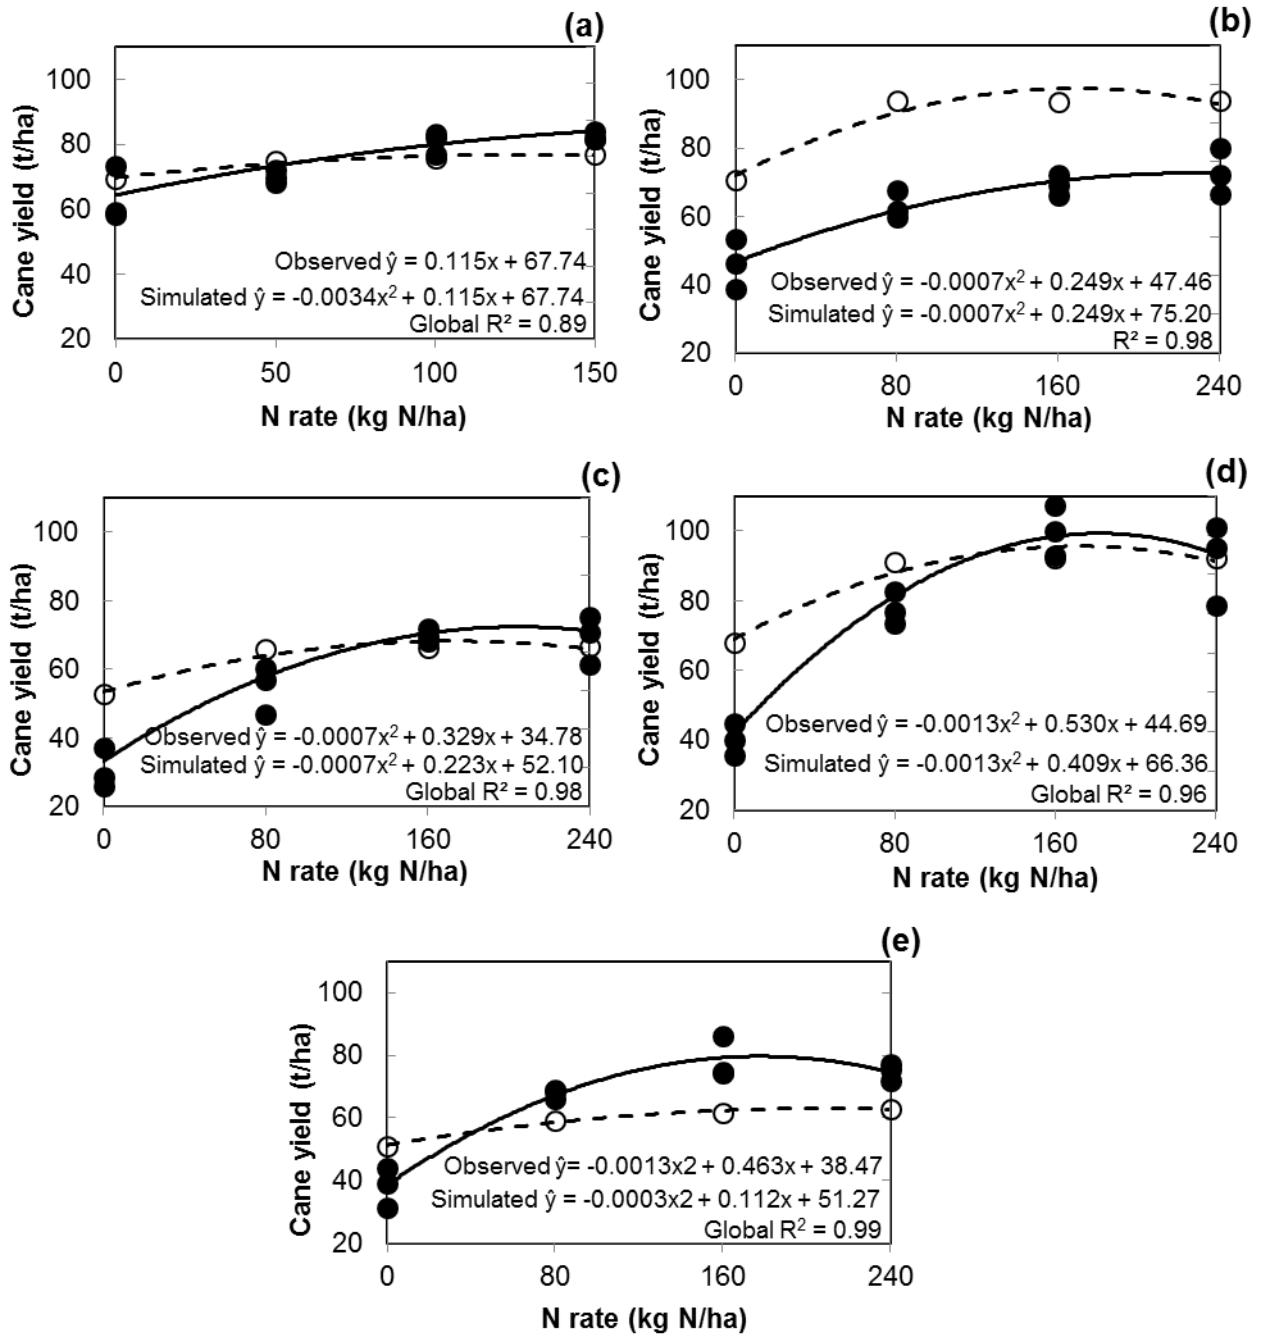 (a)
100
80
60
40
20
Cane yield (t/ha)
Observed ŷ = 0.115x + 67.74
Simulated ŷ = -0.0034x² + 0.115x + 67.74
Global R² = 0.89
0 50 100 150
N rate (kg N/ha)
(b)
100
80
60
40
20
Cane yield (t/ha)
Observed ŷ = -0.0007x² + 0.249x + 47.46
Simulated ŷ = -0.0007x² + 0.249x + 75.20
R² = 0.98
0 80 160 240
N rate (kg N/ha)
(c)
100
80
60
40
20
Cane yield (t/ha)
Observed ŷ = -0.0007x² + 0.329x + 34.78
Simulated ŷ = -0.0007x² + 0.223x + 52.10
Global R² = 0.98
0 80 160 240
N rate (kg N/ha)
(d)
100
80
60
40
20
Cane yield (t/ha)
Observed ŷ = -0.0013x² + 0.530x + 44.69
Simulated ŷ = -0.0013x² + 0.409x + 66.36
Global R² = 0.96
0 80 160 240
N rate (kg N/ha)
(e)
100
80
60
40
20
Cane yield (t/ha)
Observed ŷ= -0.0013x2 + 0.463x + 38.47
Simulated ŷ = -0.0003x2 + 0.112x + 51.27
Global R² = 0.99
0 80 160 240
N rate (kg N/ha)